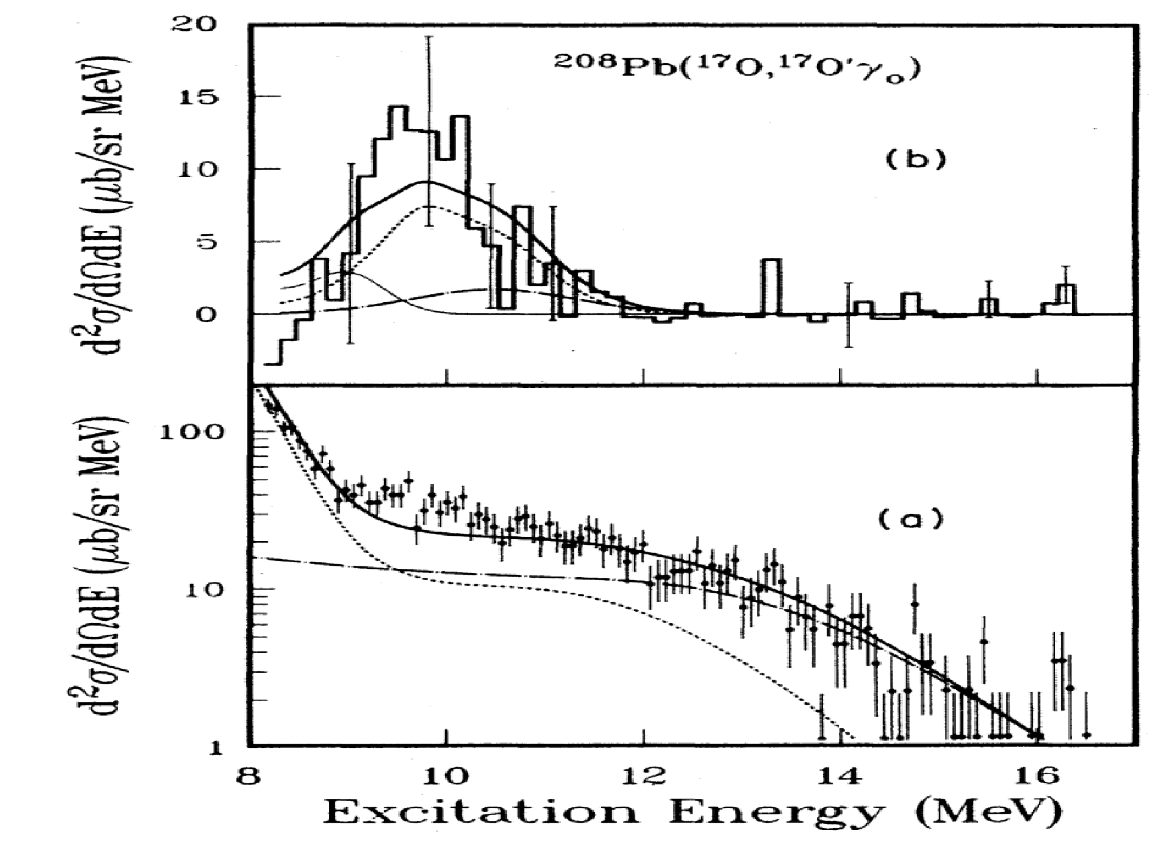 20
15
10
5
0
d²σ/dΩdE (μb/sr MeV)
²⁰⁸Pb(¹⁷O,¹⁷O'γₒ)
(b)
100
10
1
d²σ/dΩdE (μb/sr MeV)
(a)
8 10 12 14 16
Excitation Energy (MeV)